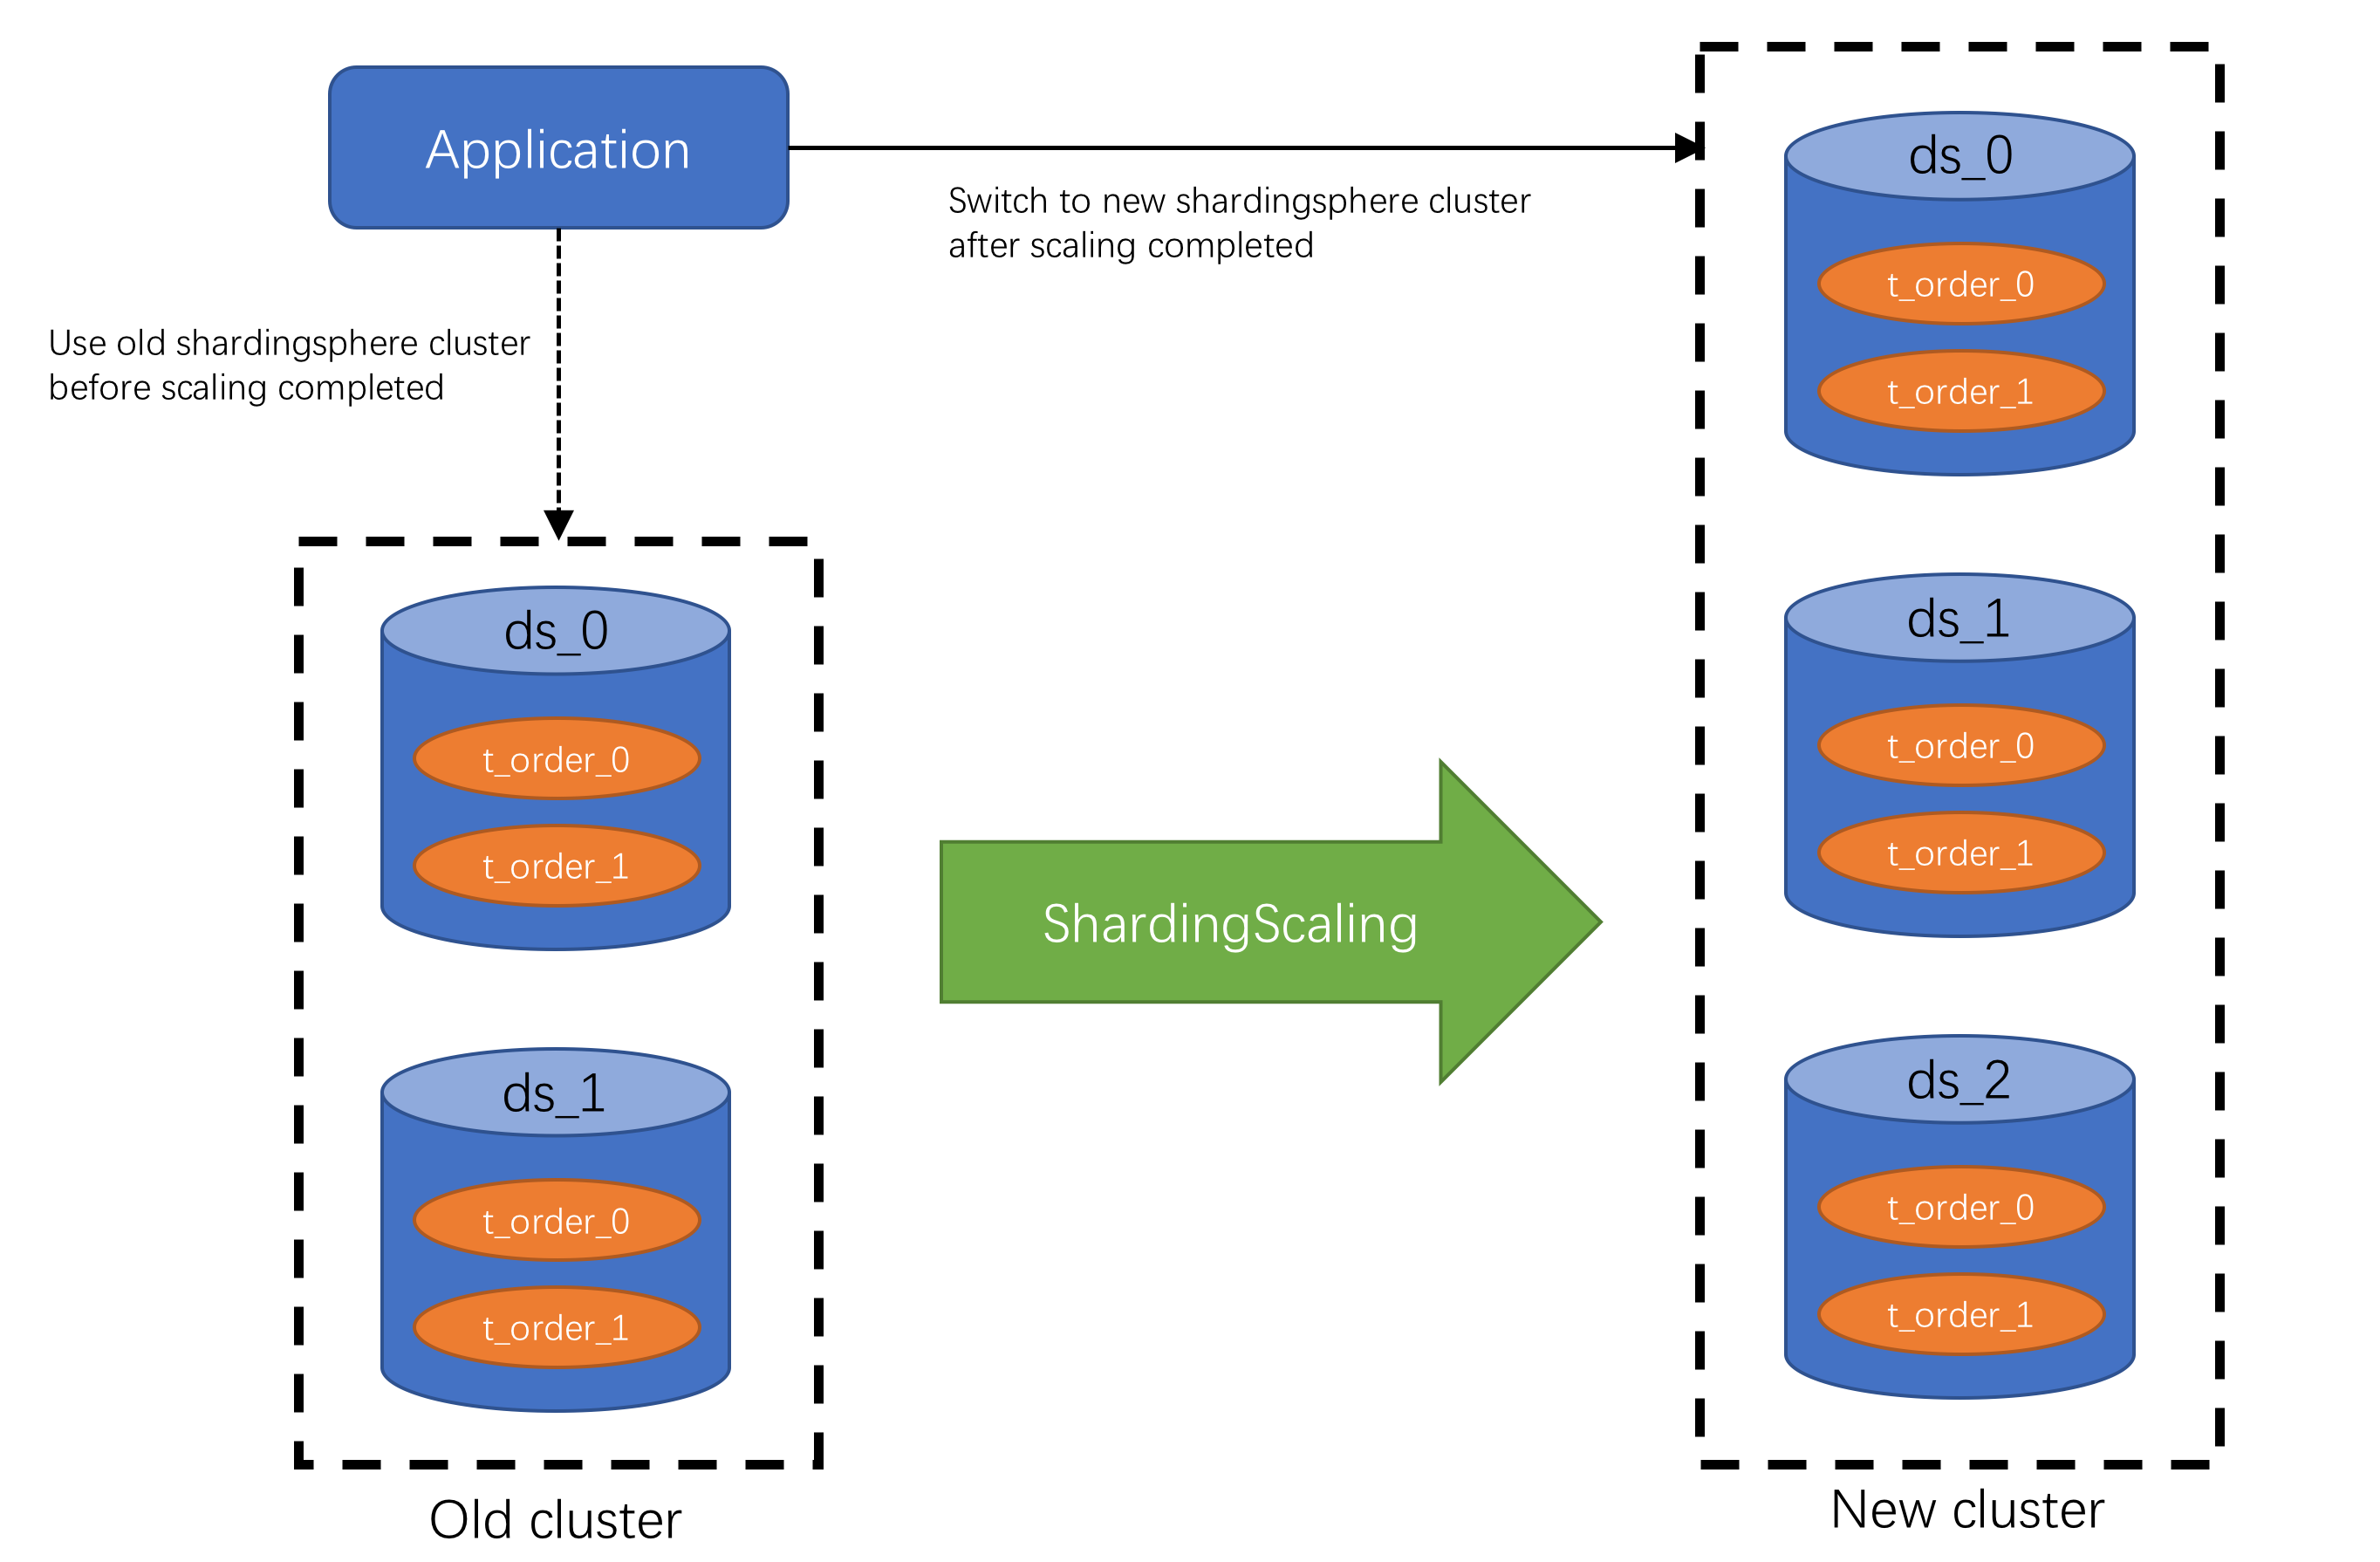 Application
Switch to new shardingsphere cluster
after scaling completed
Use old shardingsphere cluster
before scaling completed
ds_0
t_order_0
t_order_1
ds_1
t_order_0
t_order_1
Old cluster
ShardingScaling
ds_0
t_order_0
t_order_1
ds_1
t_order_0
t_order_1
ds_2
t_order_0
t_order_1
New cluster